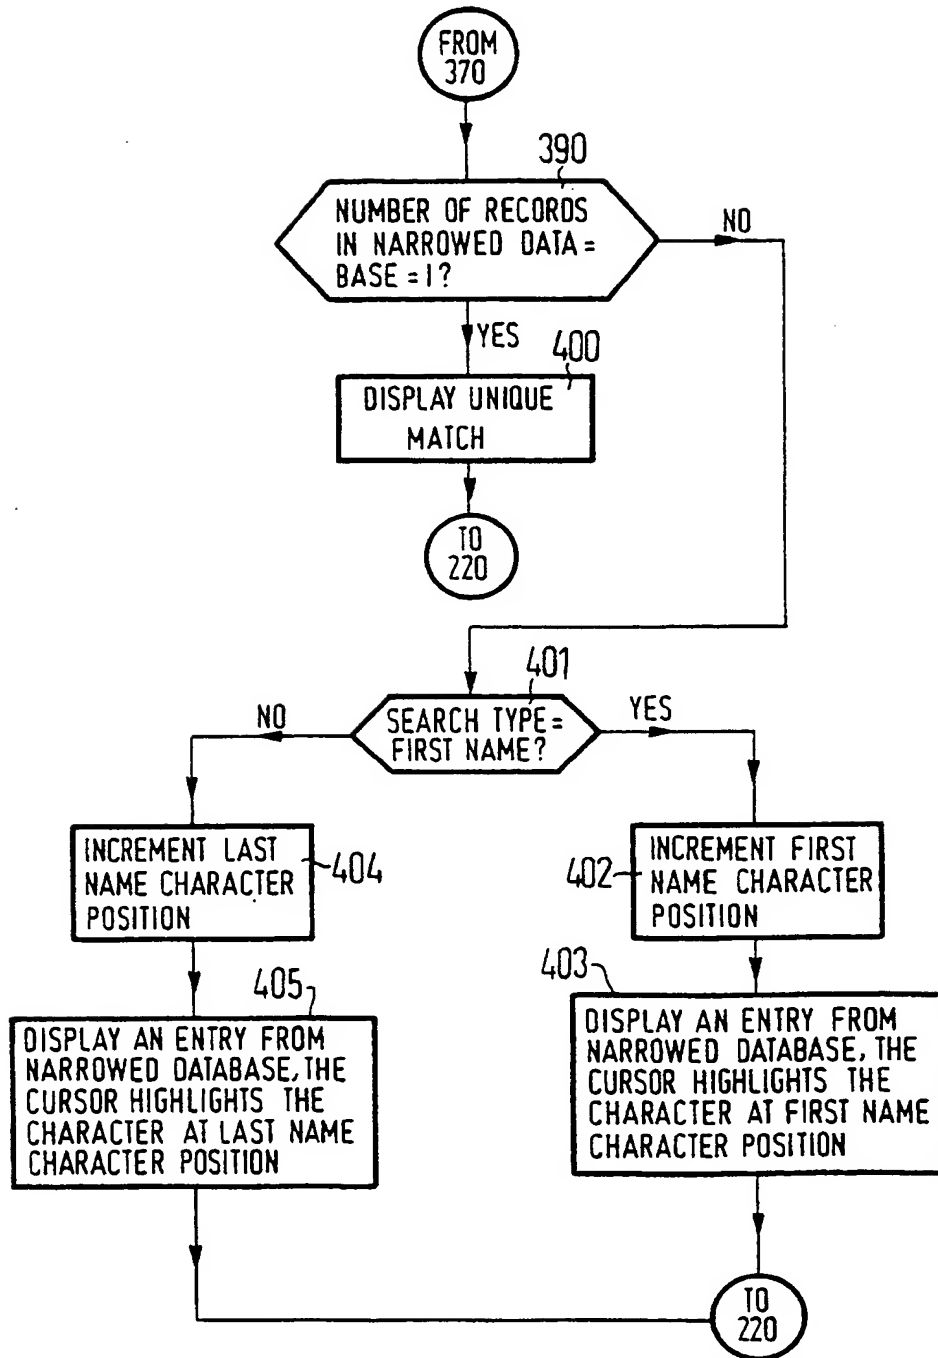 FROM
370
390
NUMBER OF RECORDS
IN NARROWED DATA=
BASE = 1?
NO
YES
400
DISPLAY UNIQUE
MATCH
TO
220
401
SEARCH TYPE=
FIRST NAME?
NO
YES
INCREMENT LAST
NAME CHARACTER
POSITION
404
INCREMENT FIRST
NAME CHARACTER
POSITION
402
405
DISPLAY AN ENTRY FROM
NARROWED DATABASE, THE
CURSOR HIGHLIGHTS THE
CHARACTER AT LAST NAME
CHARACTER POSITION
403
DISPLAY AN ENTRY FROM
NARROWED DATABASE, THE
CURSOR HIGHLIGHTS THE
CHARACTER AT FIRST NAME
CHARACTER POSITION
TO
220